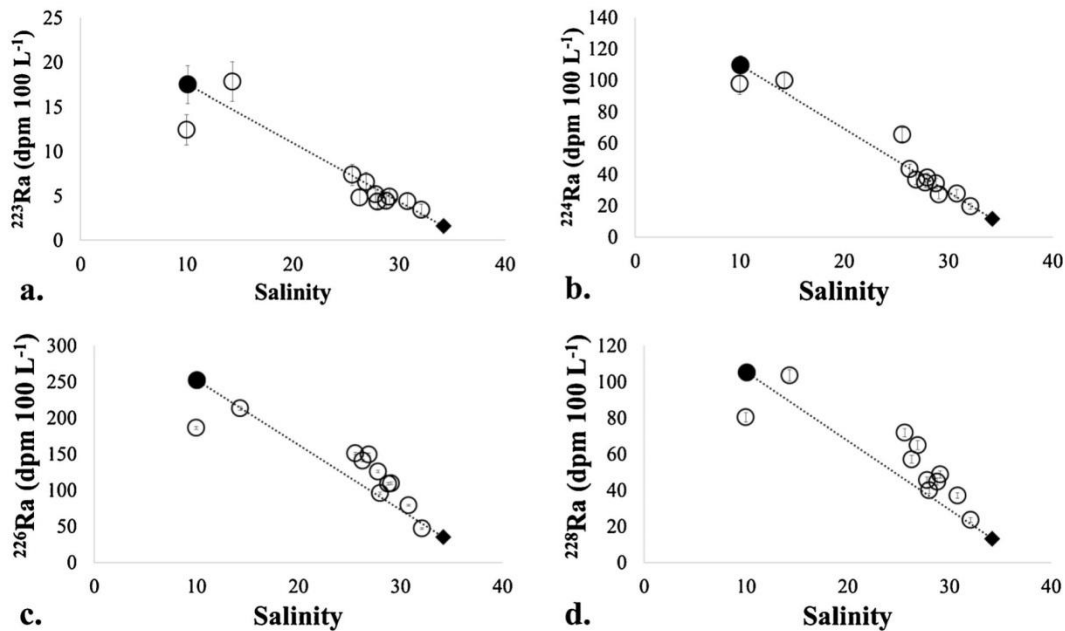 25
20
15
10
5
0
0 10 20 30 40
²²³Ra (dpm 100 L⁻¹)
Salinity
a.
140
120
100
80
60
40
20
0
0 10 20 30 40
²²⁴Ra (dpm 100 L⁻¹)
Salinity
b.
300
250
200
150
100
50
0
0 10 20 30 40
²²⁶Ra (dpm 100 L⁻¹)
Salinity
c.
120
100
80
60
40
20
0
0 10 20 30 40
²²⁸Ra (dpm 100 L⁻¹)
Salinity
d.